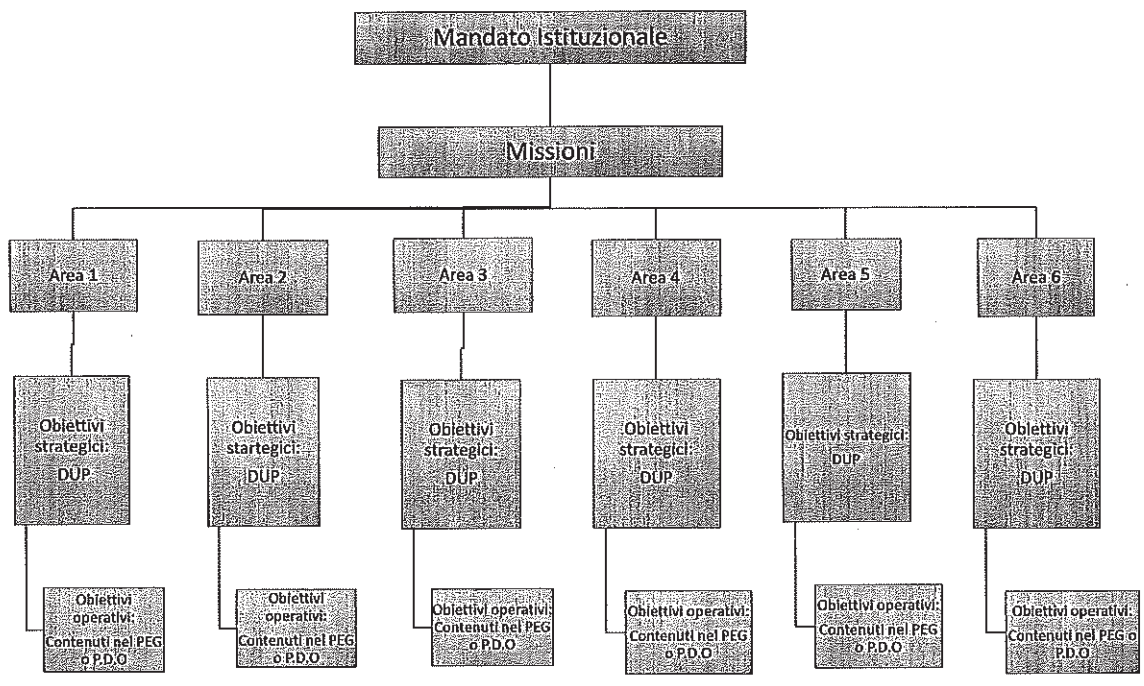 Mandato Istituzionale
Missioni
Area 1
Area 2
Area 3
Area 4
Area 5
Area 6
Obiettivi
strategici:
DUP
Obiettivi
startegici:
DUP
Obiettivi
strategici:
DUP
Obiettivi
strategici:
DUP
Obiettivi strategici:
DUP
Obiettivi
strategici:
DUP
Obiettivi
operativi:
Contenuti nel PEG
o P.D.O
Obiettivi
operativi:
Contenuti nel PEG
o P.D.O
Obiettivi operativi:
Contenuti nel PEG
o P.D.O
Obiettivi operativi:
Contenuti nel PEG
o P.D.O
Obiettivi operativi:
Contenuti nel PEG
o P.D.O
Obiettivi operativi:
Contenuti nel PEG o
P.D.O